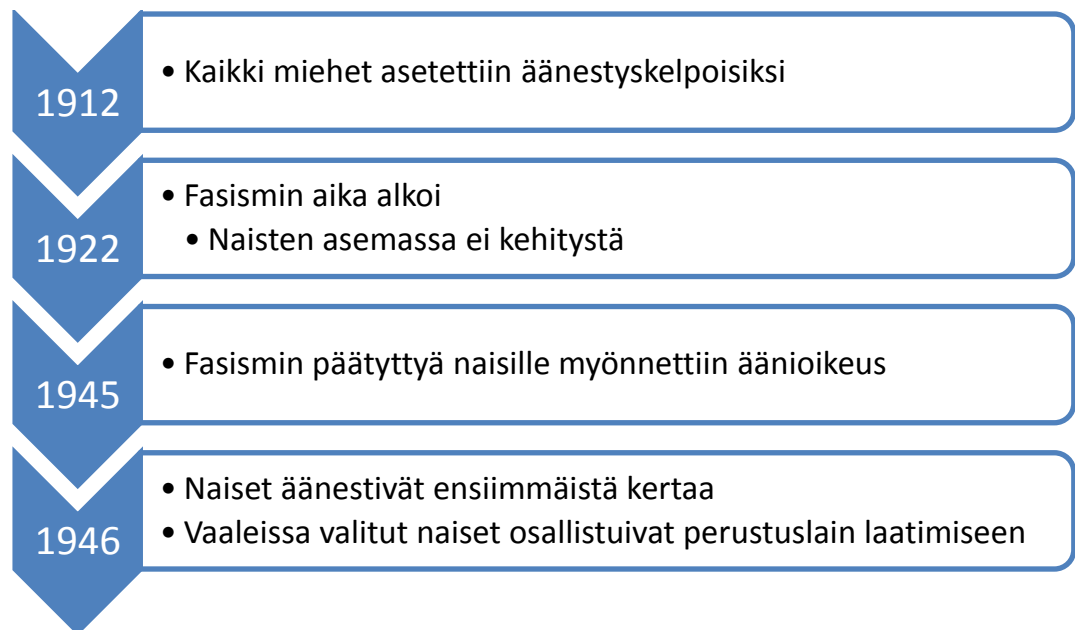 1912
• Kaikki miehet asetettiin äänestyskelpoisiksi
1922
• Fasismin aika alkoi
• Naisten asemassa ei kehitystä
1945
• Fasismin päätyttyä naisille myönnettiin äänioikeus
1946
• Naiset äänestivät ensiimmäistä kertaa
• Vaaleissa valitut naiset osallistuivat perustuslain laatimiseen